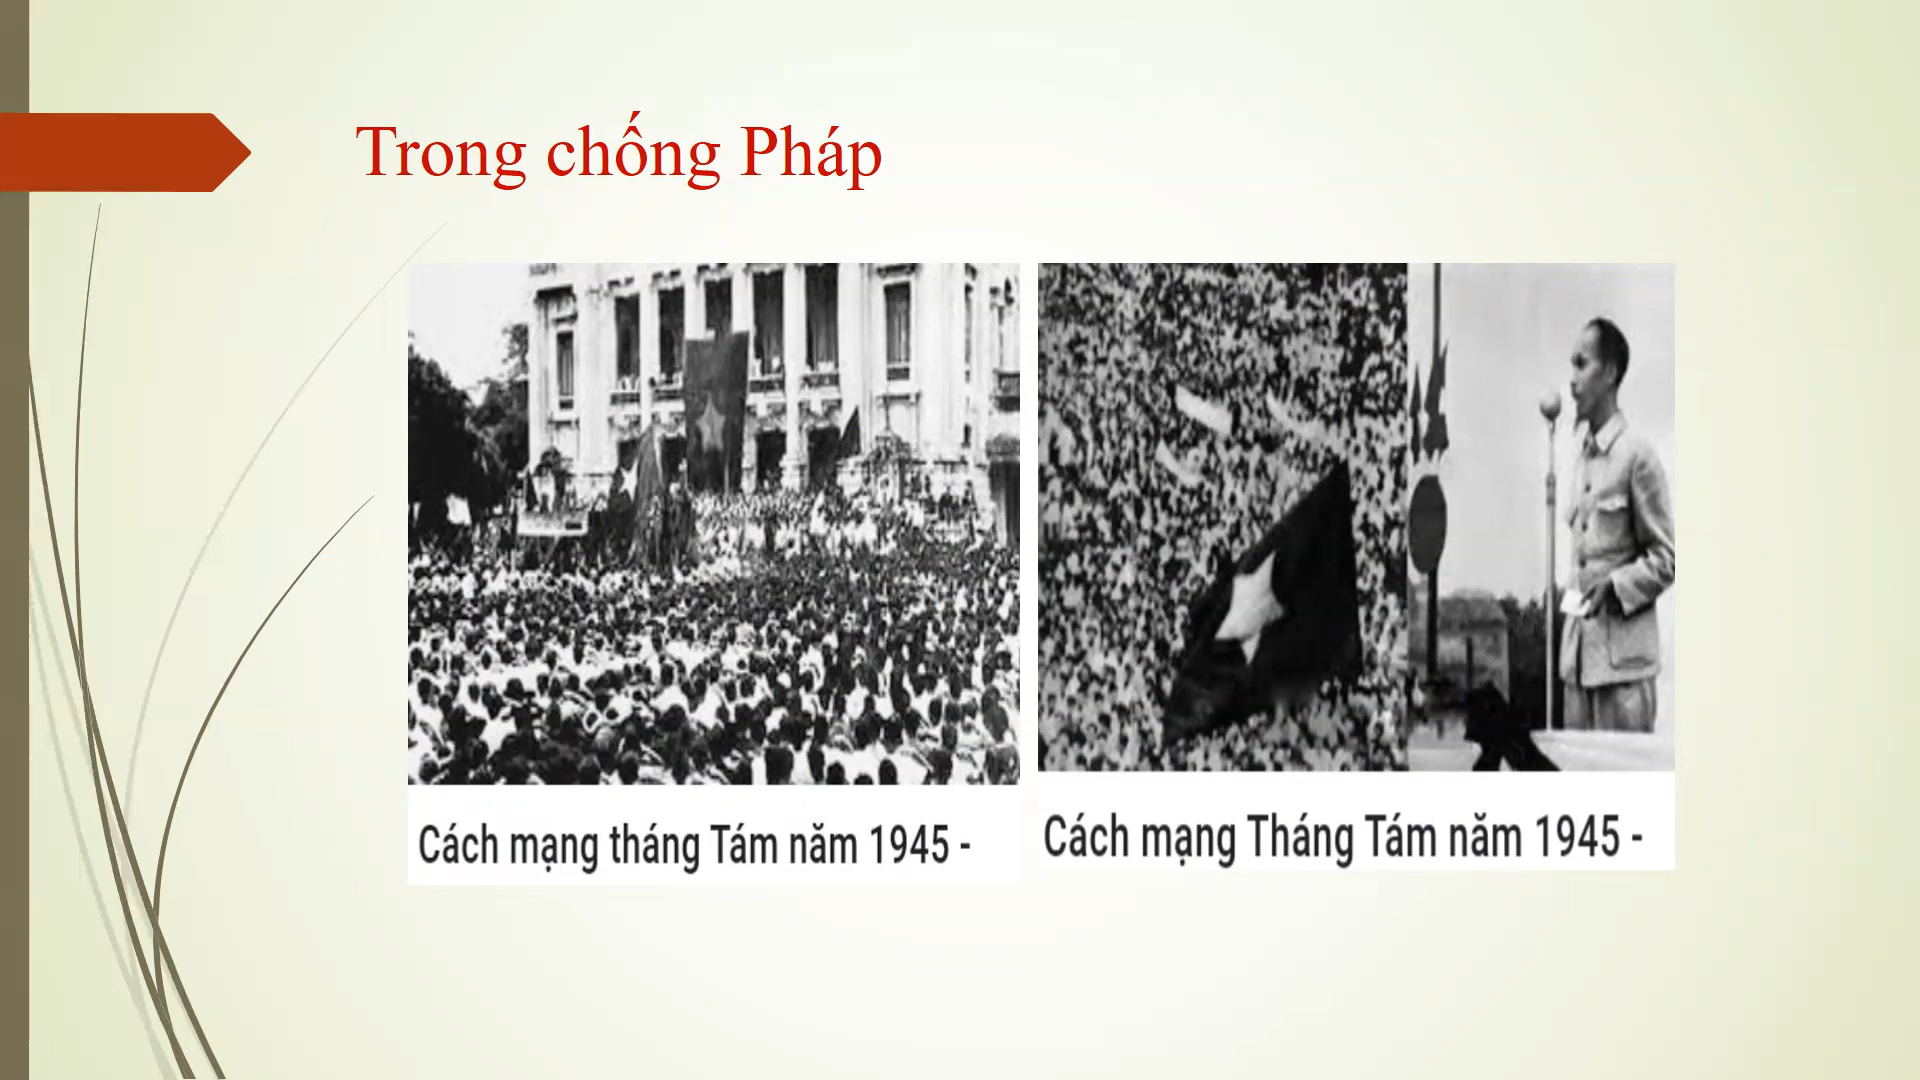 Trong chống Pháp
Cách mạng tháng Tám năm 1945 -
Cách mạng Tháng Tám năm 1945 -